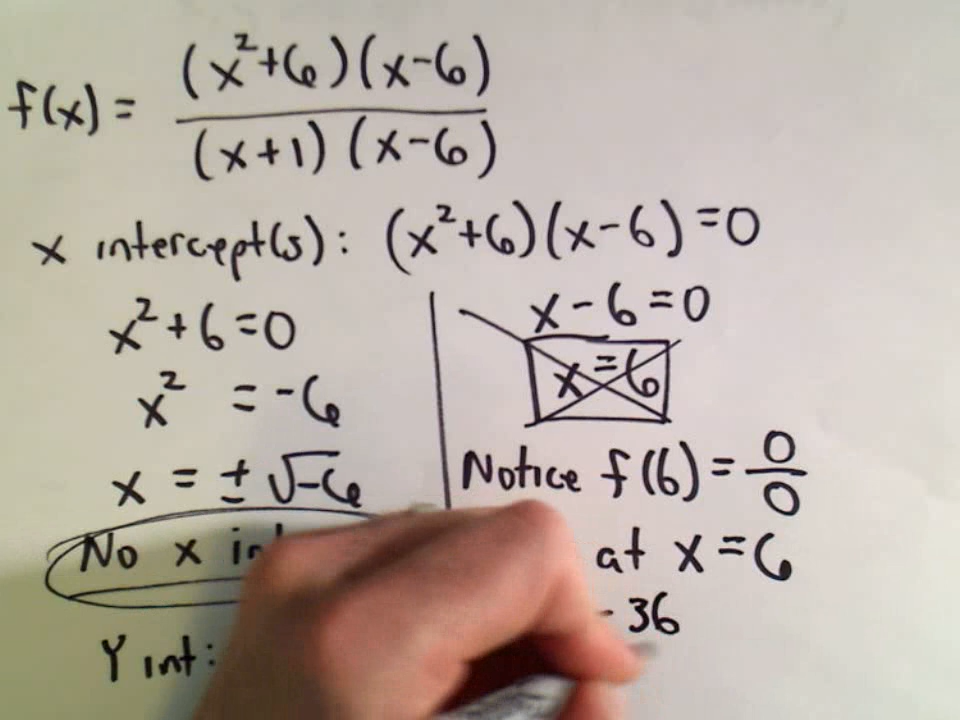 f(x) = (x²+6)(x-6) / (x+1)(x-6)
x intercept(s): (x²+6)(x-6)=0
x²+6=0
x² = -6
x = ± √-6
No x
x-6=0
x=6
Notice f(6)= 0/0
at x=6
Y int:
- 36